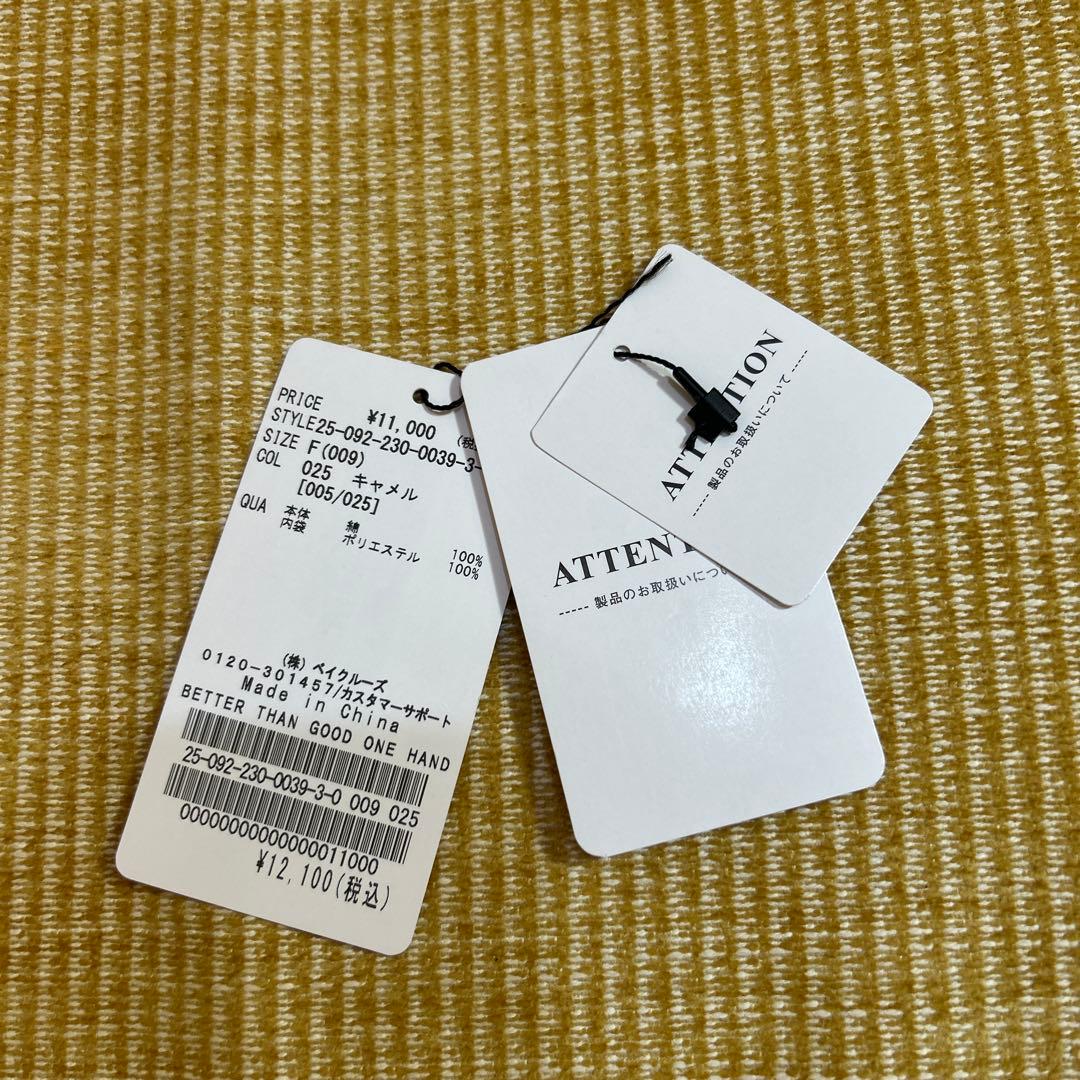 PRICE ¥11,000 (税
STYLE25-092-230-0039-3-
SIZE F(009)
COL 025 キャメル
[005/025]
QUA 本体 綿 100%
内袋 ポリエステル 100%
(株) ベイクルーズ
0120-301457/カスタマーサポート
Made in China
BETTER THAN GOOD ONE HAND
25-092-230-0039-3-0 009 025
00000000000000011000
¥12,100(税込)
ATTEN
----- 製品のお取扱いにつ
ATTENTION
----- 製品のお取扱いについて -----